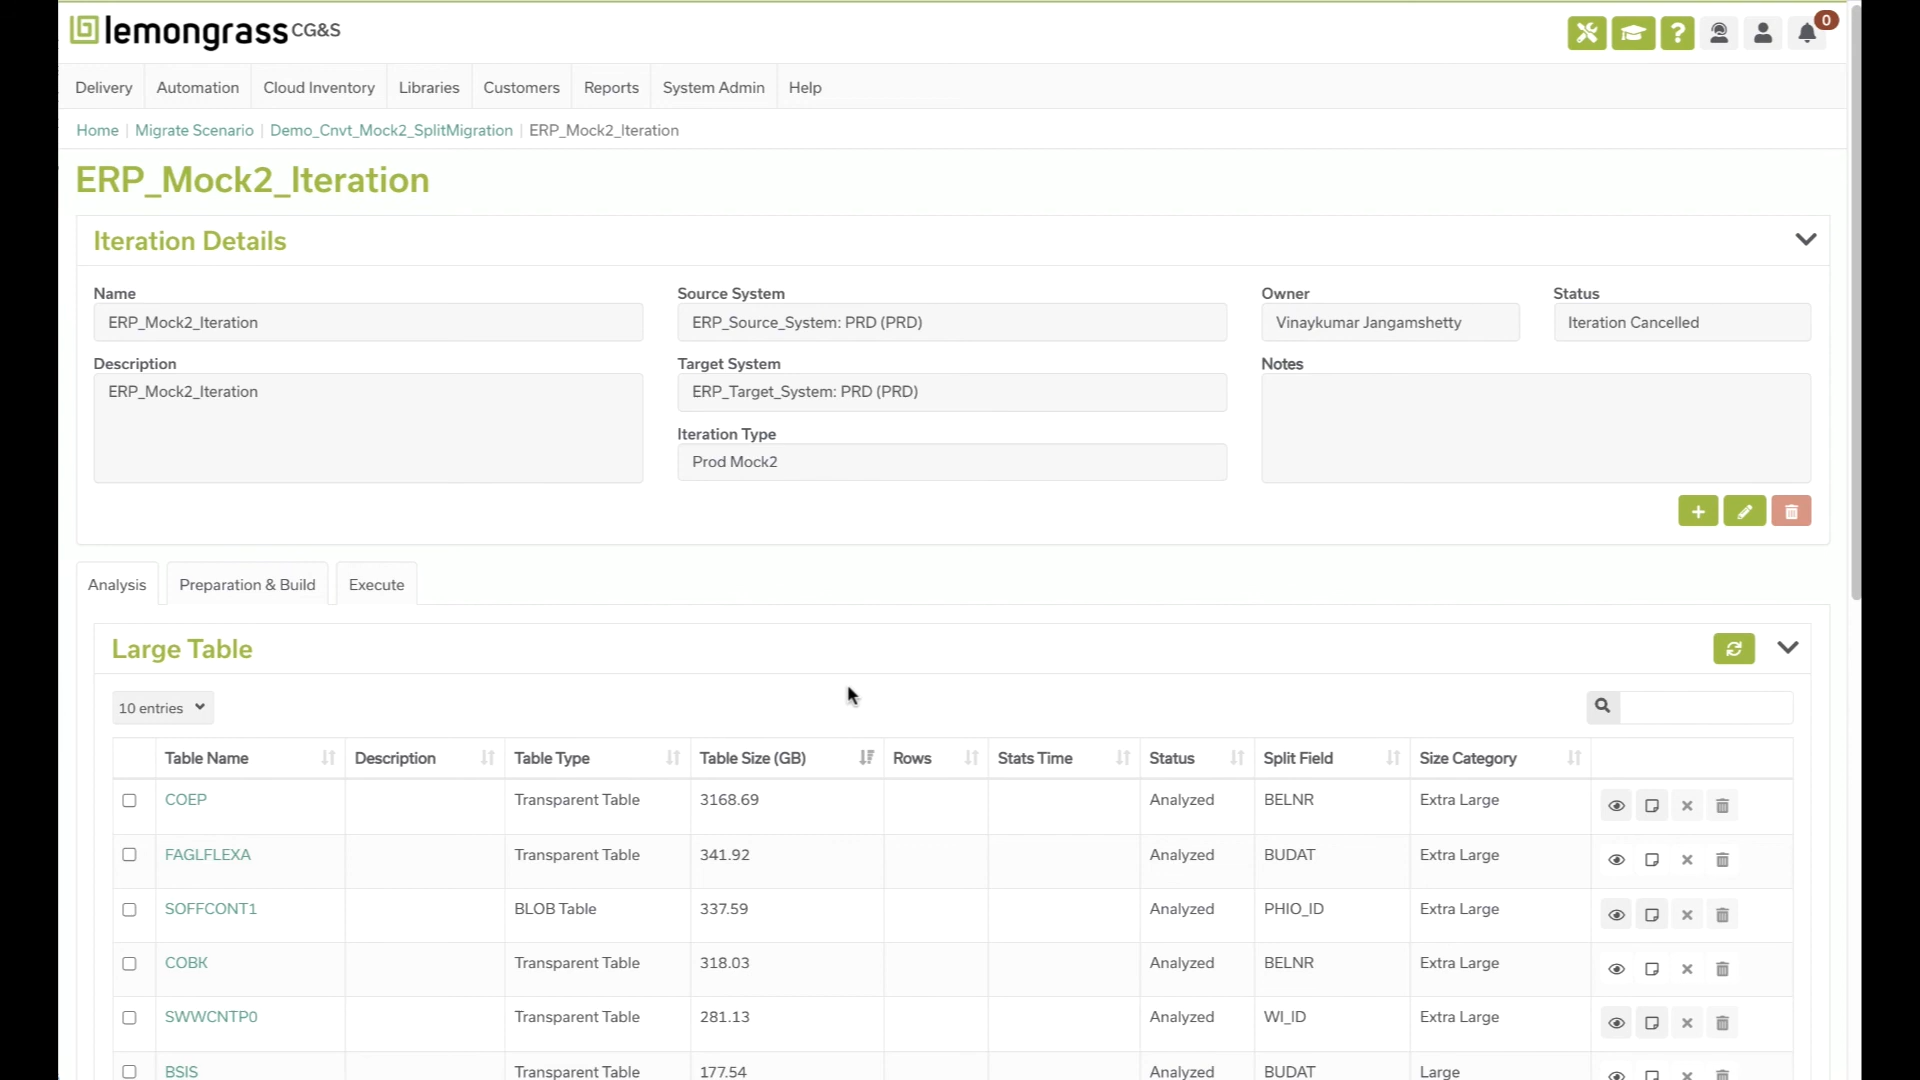 lemongrass CG&S
0
Delivery Automation Cloud Inventory Libraries Customers Reports System Admin Help
Home | Migrate Scenario | Demo_Cnvt_Mock2_SplitMigration | ERP_Mock2_Iteration
ERP_Mock2_Iteration
Iteration Details
Name Source System Owner Status
ERP_Mock2_Iteration ERP_Source_System: PRD (PRD) Vinaykumar Jangamshetty Iteration Cancelled
Description Target System Notes
ERP_Mock2_Iteration ERP_Target_System: PRD (PRD)
Iteration Type
Prod Mock2
Analysis Preparation & Build Execute
Large Table
10 entries
Table Name Description Table Type Table Size (GB) Rows Stats Time Status Split Field Size Category
COEP Transparent Table 3168.69 Analyzed BELNR Extra Large
FAGLFLEXA Transparent Table 341.92 Analyzed BUDAT Extra Large
SOFFCONT1 BLOB Table 337.59 Analyzed PHIO_ID Extra Large
COBK Transparent Table 318.03 Analyzed BELNR Extra Large
SWWCNTP0 Transparent Table 281.13 Analyzed WI_ID Extra Large
BSIS Transparent Table 177.54 Analyzed BUDAT Large